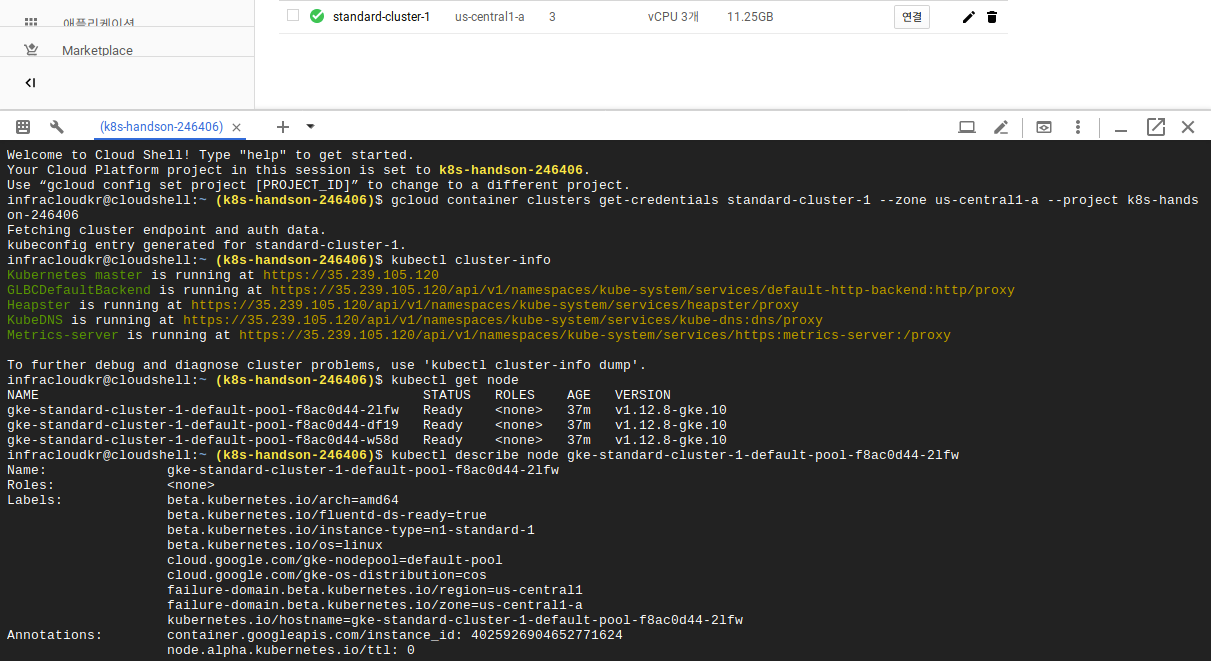 애플리케이션
Marketplace
standard-cluster-1 us-central1-a 3 vCPU 3개 11.25GB 연결
(k8s-handson-246406)
Welcome to Cloud Shell! Type "help" to get started.
Your Cloud Platform project in this session is set to k8s-handson-246406.
Use “gcloud config set project [PROJECT_ID]” to change to a different project.
infracloudkr@cloudshell:~ (k8s-handson-246406)$ gcloud container clusters get-credentials standard-cluster-1 --zone us-central1-a --project k8s-hands
on-246406
Fetching cluster endpoint and auth data.
kubeconfig entry generated for standard-cluster-1.
infracloudkr@cloudshell:~ (k8s-handson-246406)$ kubectl cluster-info
Kubernetes master is running at https://35.239.105.120
GLBCDefaultBackend is running at https://35.239.105.120/api/v1/namespaces/kube-system/services/default-http-backend:http/proxy
Heapster is running at https://35.239.105.120/api/v1/namespaces/kube-system/services/heapster/proxy
KubeDNS is running at https://35.239.105.120/api/v1/namespaces/kube-system/services/kube-dns:dns/proxy
Metrics-server is running at https://35.239.105.120/api/v1/namespaces/kube-system/services/https:metrics-server:/proxy
To further debug and diagnose cluster problems, use 'kubectl cluster-info dump'.
infracloudkr@cloudshell:~ (k8s-handson-246406)$ kubectl get node
NAME STATUS ROLES AGE VERSION
gke-standard-cluster-1-default-pool-f8ac0d44-2lfw Ready <none> 37m v1.12.8-gke.10
gke-standard-cluster-1-default-pool-f8ac0d44-df19 Ready <none> 37m v1.12.8-gke.10
gke-standard-cluster-1-default-pool-f8ac0d44-w58d Ready <none> 37m v1.12.8-gke.10
infracloudkr@cloudshell:~ (k8s-handson-246406)$ kubectl describe node gke-standard-cluster-1-default-pool-f8ac0d44-2lfw
Name: gke-standard-cluster-1-default-pool-f8ac0d44-2lfw
Roles: <none>
Labels: beta.kubernetes.io/arch=amd64
beta.kubernetes.io/fluentd-ds-ready=true
beta.kubernetes.io/instance-type=n1-standard-1
beta.kubernetes.io/os=linux
cloud.google.com/gke-nodepool=default-pool
cloud.google.com/gke-os-distribution=cos
failure-domain.beta.kubernetes.io/region=us-central1
failure-domain.beta.kubernetes.io/zone=us-central1-a
kubernetes.io/hostname=gke-standard-cluster-1-default-pool-f8ac0d44-2lfw
Annotations: container.googleapis.com/instance_id: 4025926904652771624
node.alpha.kubernetes.io/ttl: 0